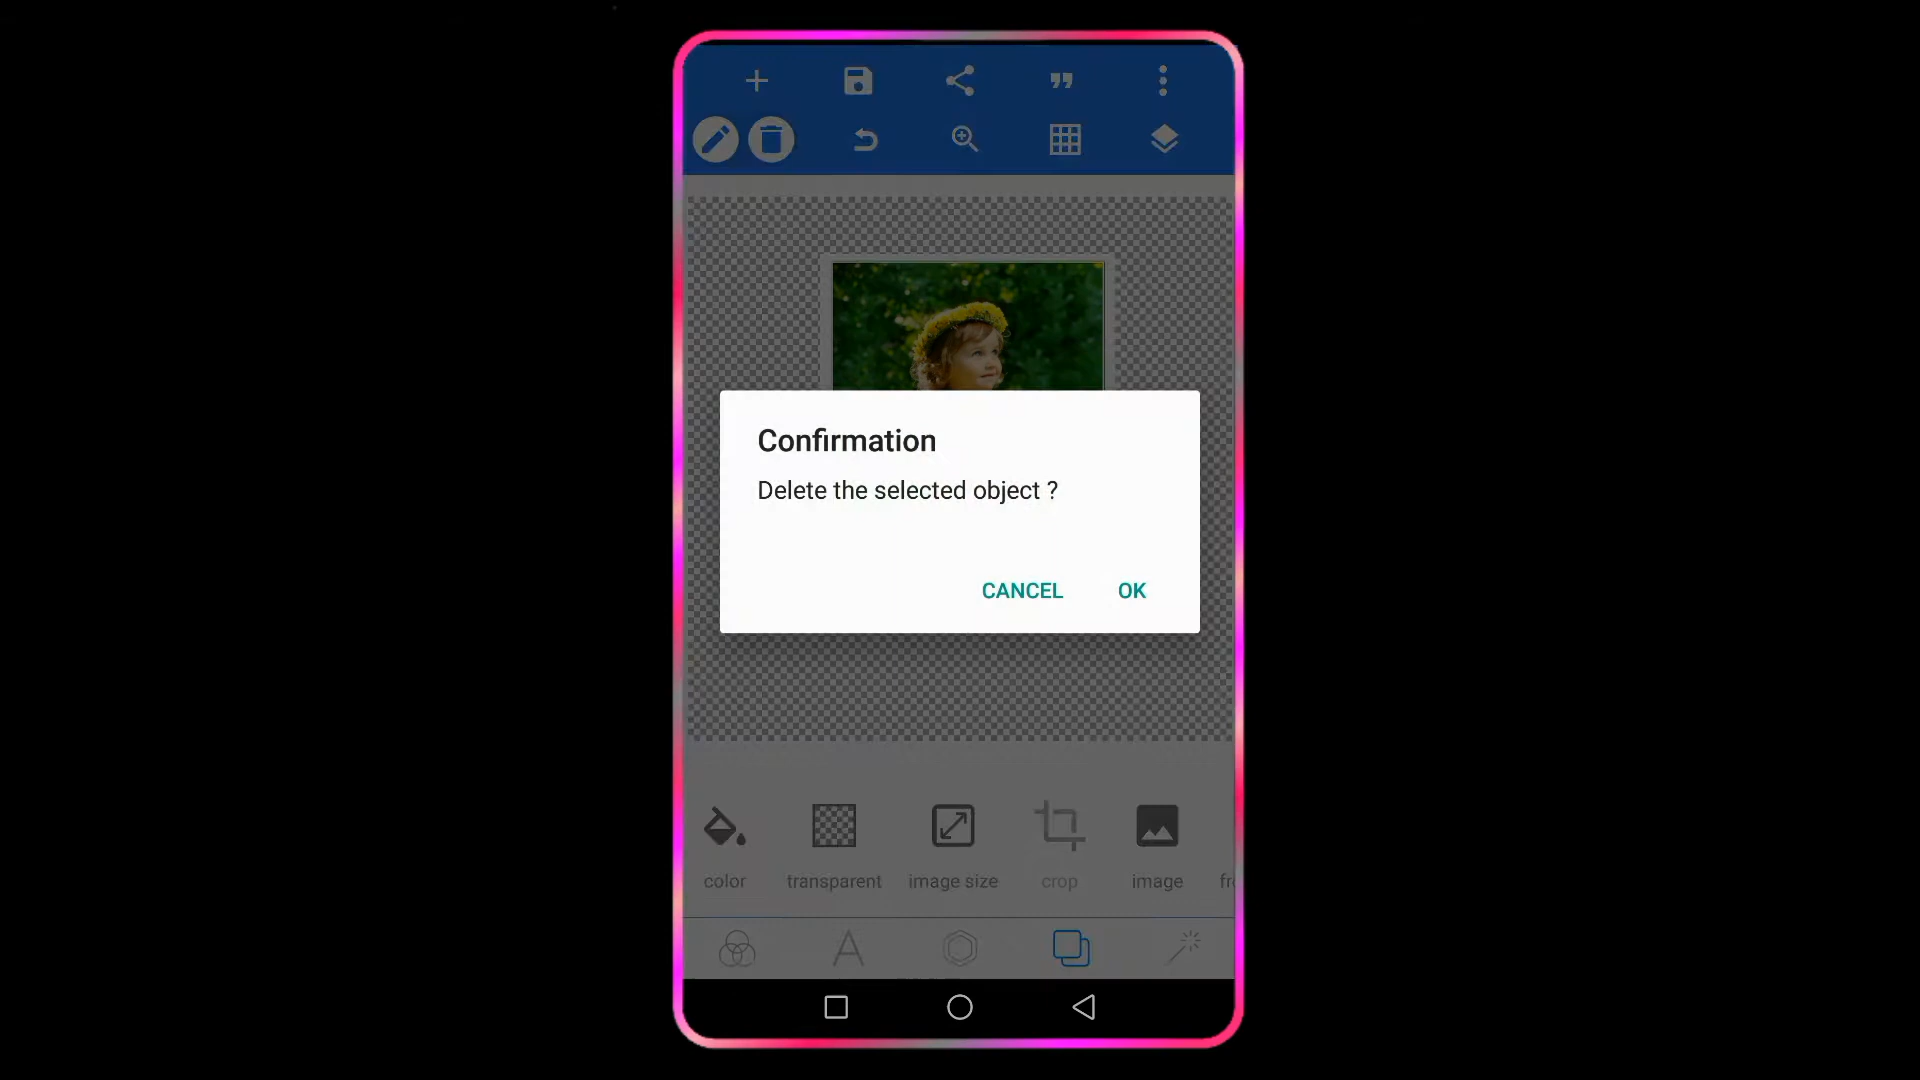 Confirmation
Delete the selected object ?
CANCEL OK
color transparent image size crop image